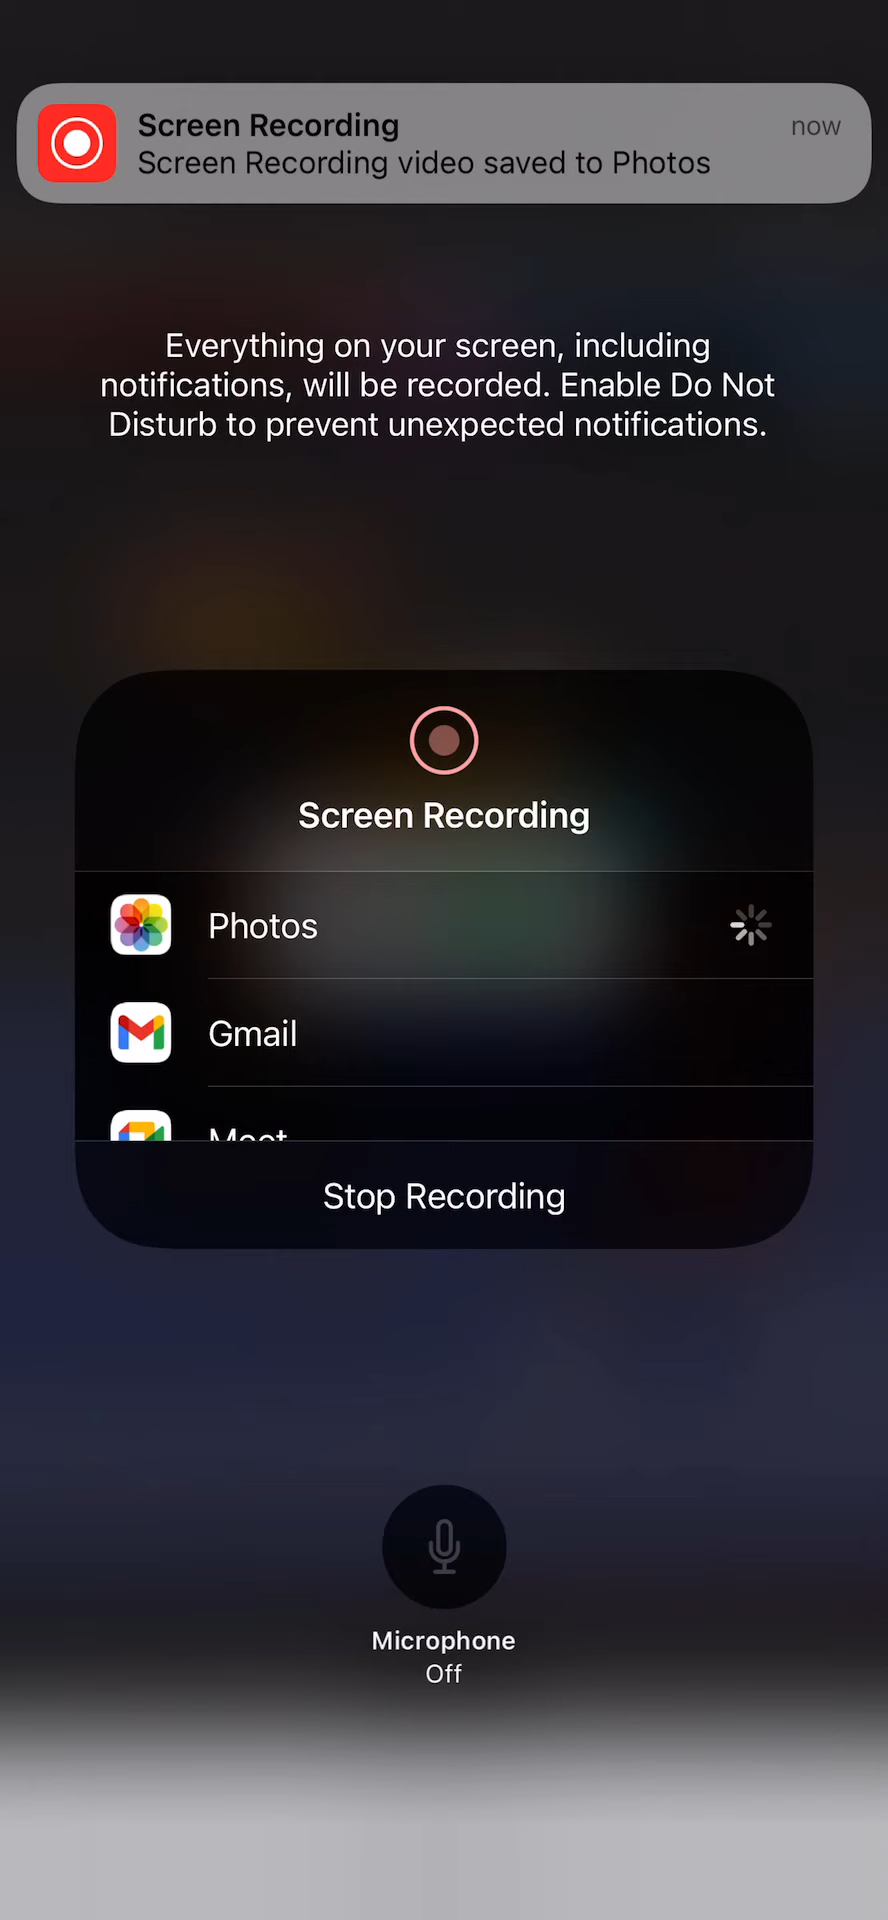 Screen Recording
now
Screen Recording video saved to Photos
Everything on your screen, including
notifications, will be recorded. Enable Do Not
Disturb to prevent unexpected notifications.
Screen Recording
Photos
Gmail
Meet
Stop Recording
Microphone
Off